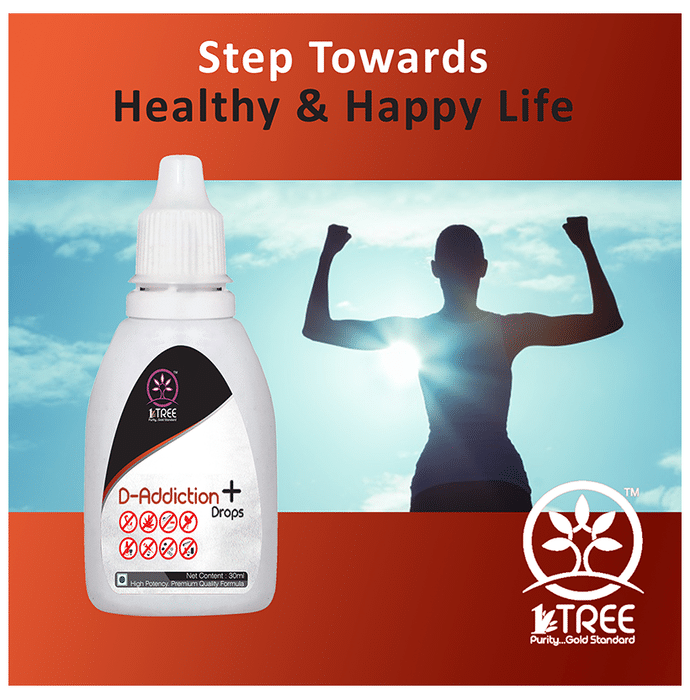 Step Towards
Healthy & Happy Life
TM
1KTREE
Purity...Gold Standard
D-Addiction +
Drops
Net Content : 30ml
High Potency, Premium Quality Formula
TM
TREE
Purity...Gold Standard